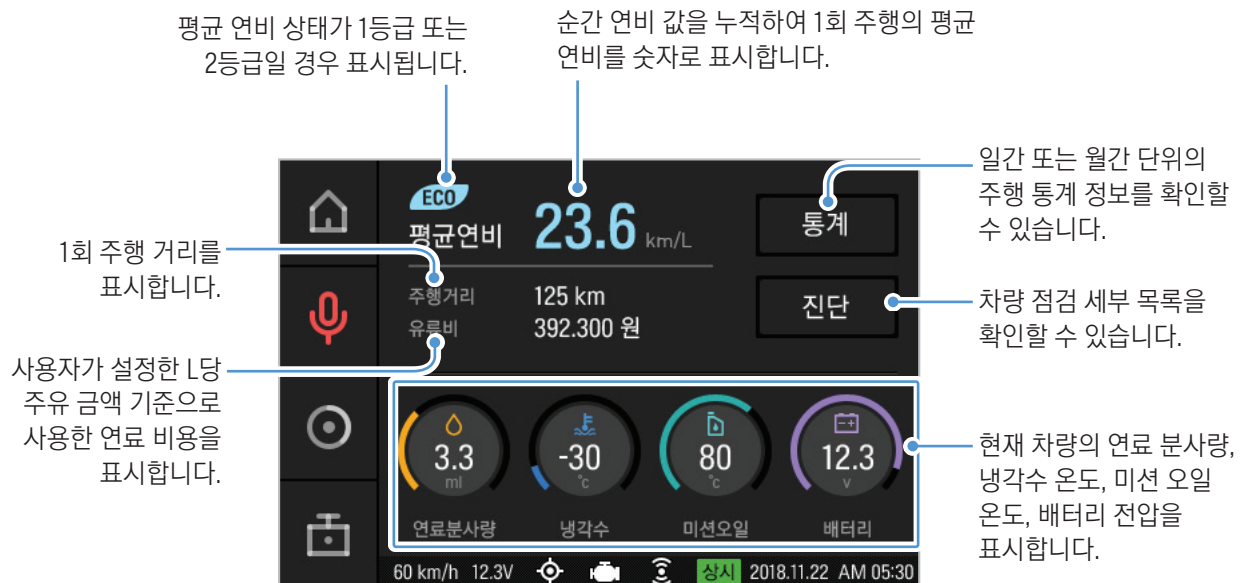 평균 연비 상태가 1등급 또는
2등급일 경우 표시됩니다.
순간 연비 값을 누적하여 1회 주행의 평균
연비를 숫자로 표시합니다.
일간 또는 월간 단위의
주행 통계 정보를 확인할
수 있습니다.
1회 주행 거리를
표시합니다.
차량 점검 세부 목록을
확인할 수 있습니다.
사용자가 설정한 L당
주유 금액 기준으로
사용한 연료 비용을
표시합니다.
현재 차량의 연료 분사량,
냉각수 온도, 미션 오일
온도, 배터리 전압을
표시합니다.
ECO
평균연비 23.6 km/L
통계
주행거리 125 km
유류비 392.300 원
진단
3.3 -30 80 12.3
ml °c °c v
연료분사량 냉각수 미션오일 배터리
60 km/h 12.3V 상시 2018.11.22 AM 05:30